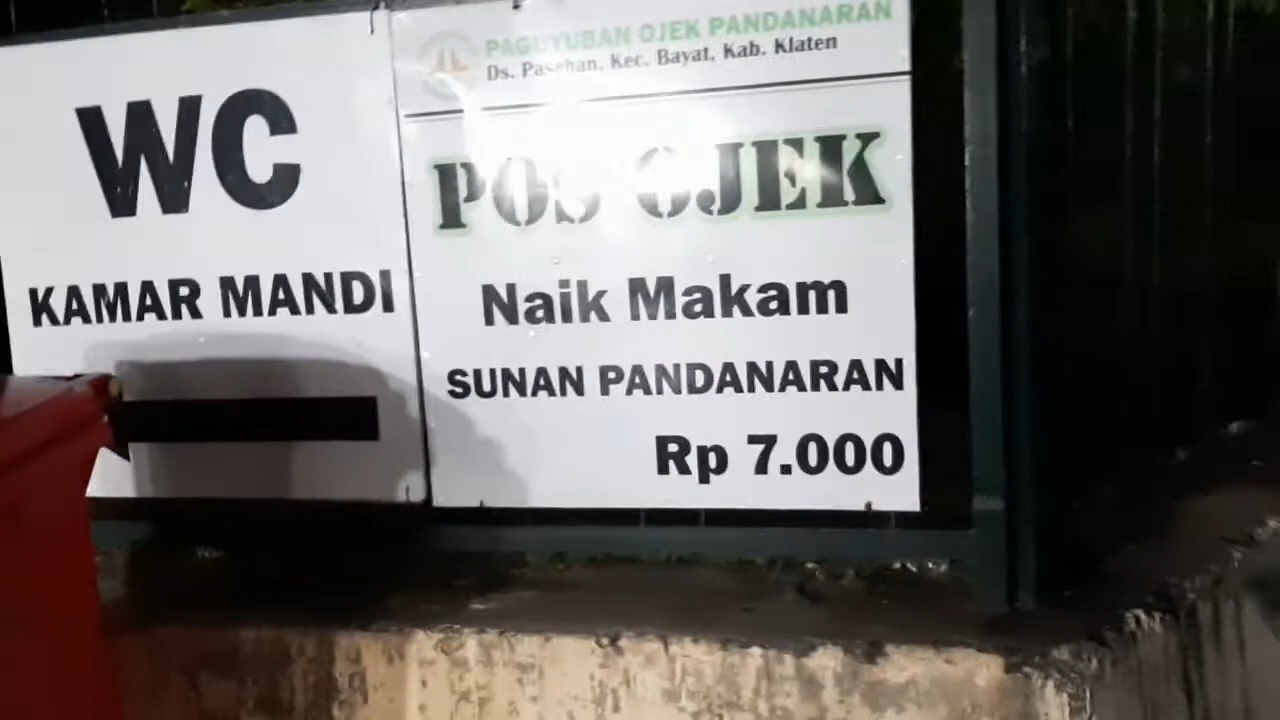 WC
KAMAR MANDI
PAGUYUBAN OJEK PANDANARAN
Ds. Paseban, Kec. Bayat, Kab. Klaten
POS OJEK
Naik Makam
SUNAN PANDANARAN
Rp 7.000